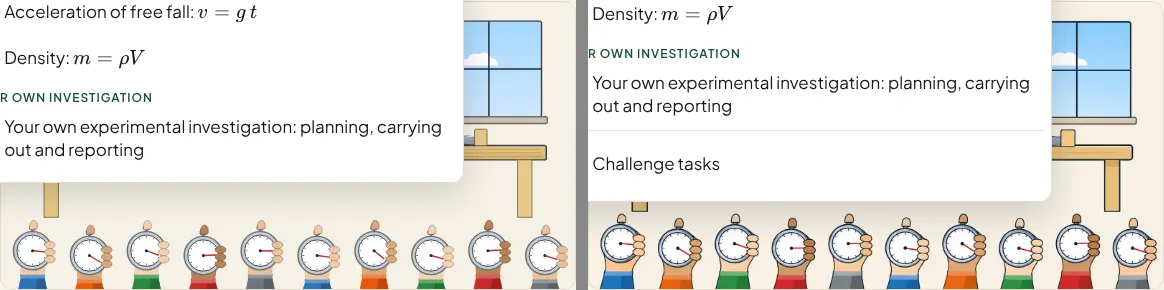 Acceleration of free fall: v = g t
Density: m = ρV
R OWN INVESTIGATION
Your own experimental investigation: planning, carrying
out and reporting
Density: m = ρV
R OWN INVESTIGATION
Your own experimental investigation: planning, carrying
out and reporting
Challenge tasks